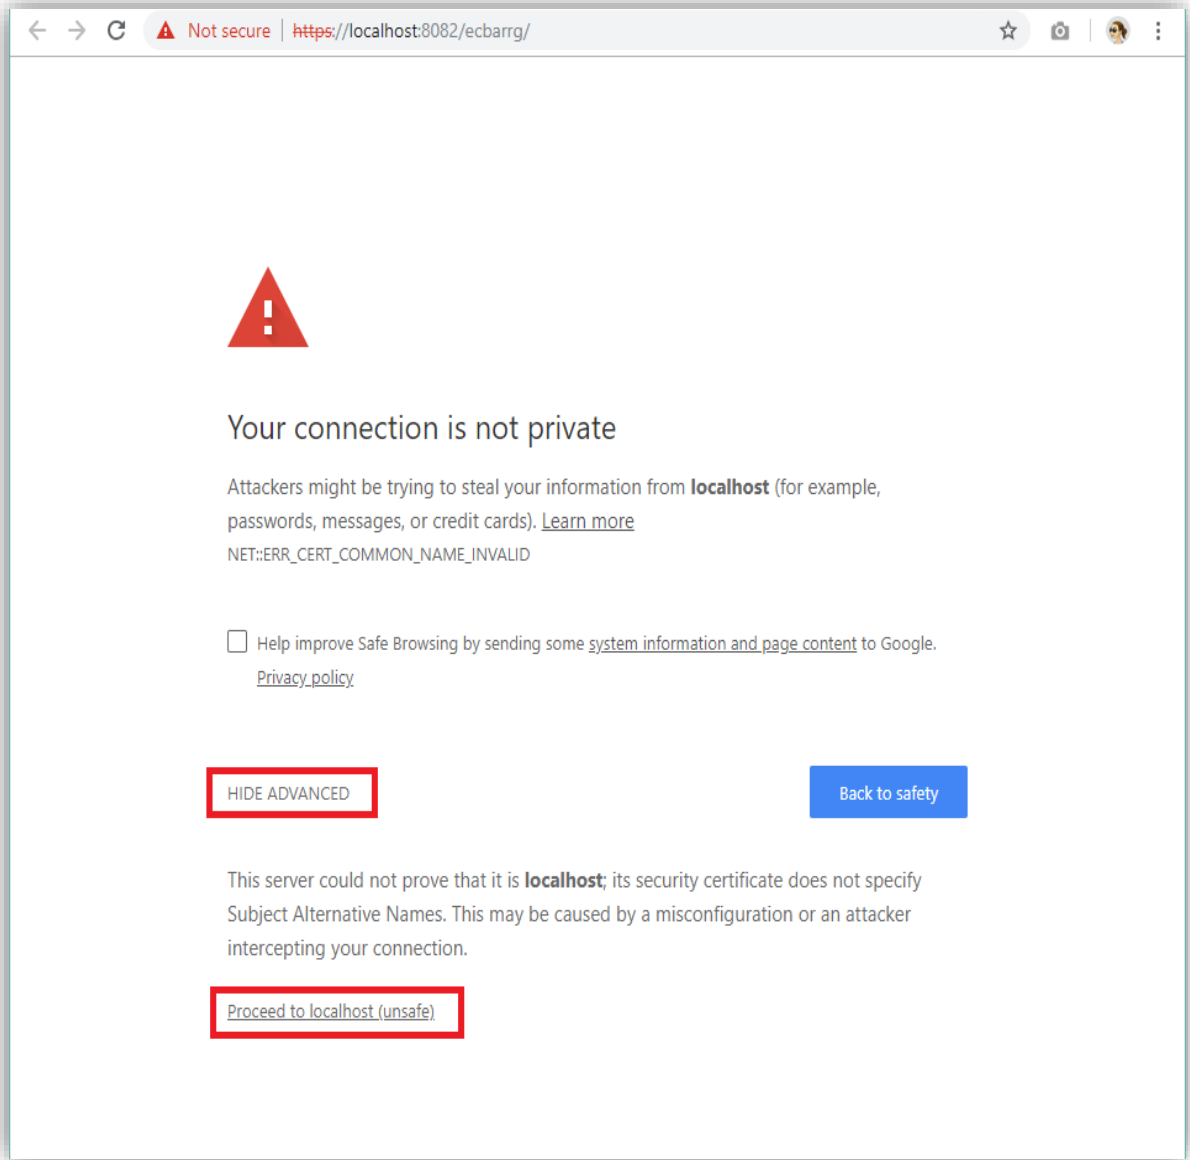 Not secure | https://localhost:8082/ecbarrg/
Your connection is not private
Attackers might be trying to steal your information from localhost (for example,
passwords, messages, or credit cards). Learn more
NET::ERR_CERT_COMMON_NAME_INVALID
Help improve Safe Browsing by sending some system information and page content to Google.
Privacy policy
HIDE ADVANCED
Back to safety
This server could not prove that it is localhost; its security certificate does not specify
Subject Alternative Names. This may be caused by a misconfiguration or an attacker
intercepting your connection.
Proceed to localhost (unsafe)